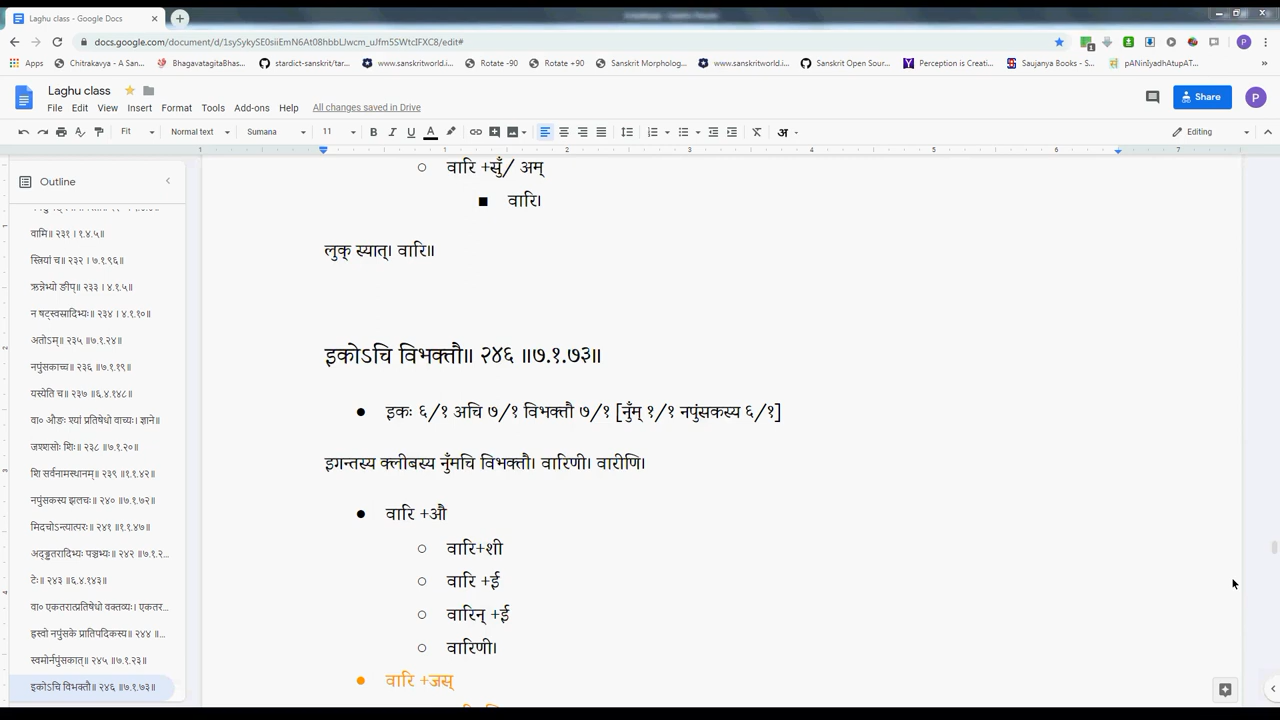 Laghu class - Google Docs
docs.google.com/document/d/
Apps
Chitrakavya - A San...
BhagavatagitaBhas...
stardict-sanskrit/tar...
www.sanskritworld.i...
Rotate -90
Rotate +90
Sanskrit Morpholog...
www.sanskritworld.i...
Sanskrit Open Sour...
Perception is Creati...
Saujanya Books - S...
pANinIyadhAtupAT...
Laghu class
File Edit View Insert Format Tools Add-ons Help All changes saved in Drive
Share
P
Fit Normal text Sumana 11 B I U A अ Editing
Outline
वामि॥ २३१ । १.४.५॥
स्त्रियां च॥ २३२ । ७.१.९६॥
ऋन्नेभ्यो ङीप्॥ २३३ । ४.१.५॥
न षट्स्वस्रादिभ्यः॥ २३४ । ४.१.१०॥
अतोऽम्॥ २३५ ॥७.१.२४॥
नपुंसकाच्च॥ २३६ ॥७.१.१९॥
यस्येति च॥ २३७ ॥६.४.१४८॥
वा० औङः श्यां प्रतिषेधो वाच्यः। ज्ञाने॥
जश्शसोः शिः॥ २३८ ॥७.१.२०॥
शि सर्वनामस्थानम्॥ २३९ ॥१.१.४२॥
नपुंसकस्य झलचः॥ २४० ॥७.१.७२॥
मिदचोऽन्त्यात्परः॥ २४१ ॥१.१.४७॥
अद्ड्डतरादिभ्यः पञ्चभ्यः॥ २४२ ॥७.१.२...
टेः॥ २४३ ॥६.४.१४३॥
वा० एकतरात्प्रतिषेधो वक्तव्यः। एकतर...
ह्रस्वो नपुंसके प्रातिपदिकस्य॥ २४४ ॥...
स्वमोर्नपुंसकात्॥ २४५ ॥७.१.२३॥
इकोऽचि विभक्तौ॥ २४६ ॥७.१.७३॥
वारि +सुँ/ अम्
वारि।
लुक् स्यात्। वारि॥
इकोऽचि विभक्तौ॥ २४६ ॥७.१.७३॥
इकः ६/१ अचि ७/१ विभक्तौ ७/१ [नुँम् १/१ नपुंसकस्य ६/१]
इगन्तस्य क्लीबस्य नुँमचि विभक्तौ। वारिणी। वारीणि।
वारि +औ
वारि+शी
वारि +ई
वारिन् +ई
वारिणी।
वारि +जस्